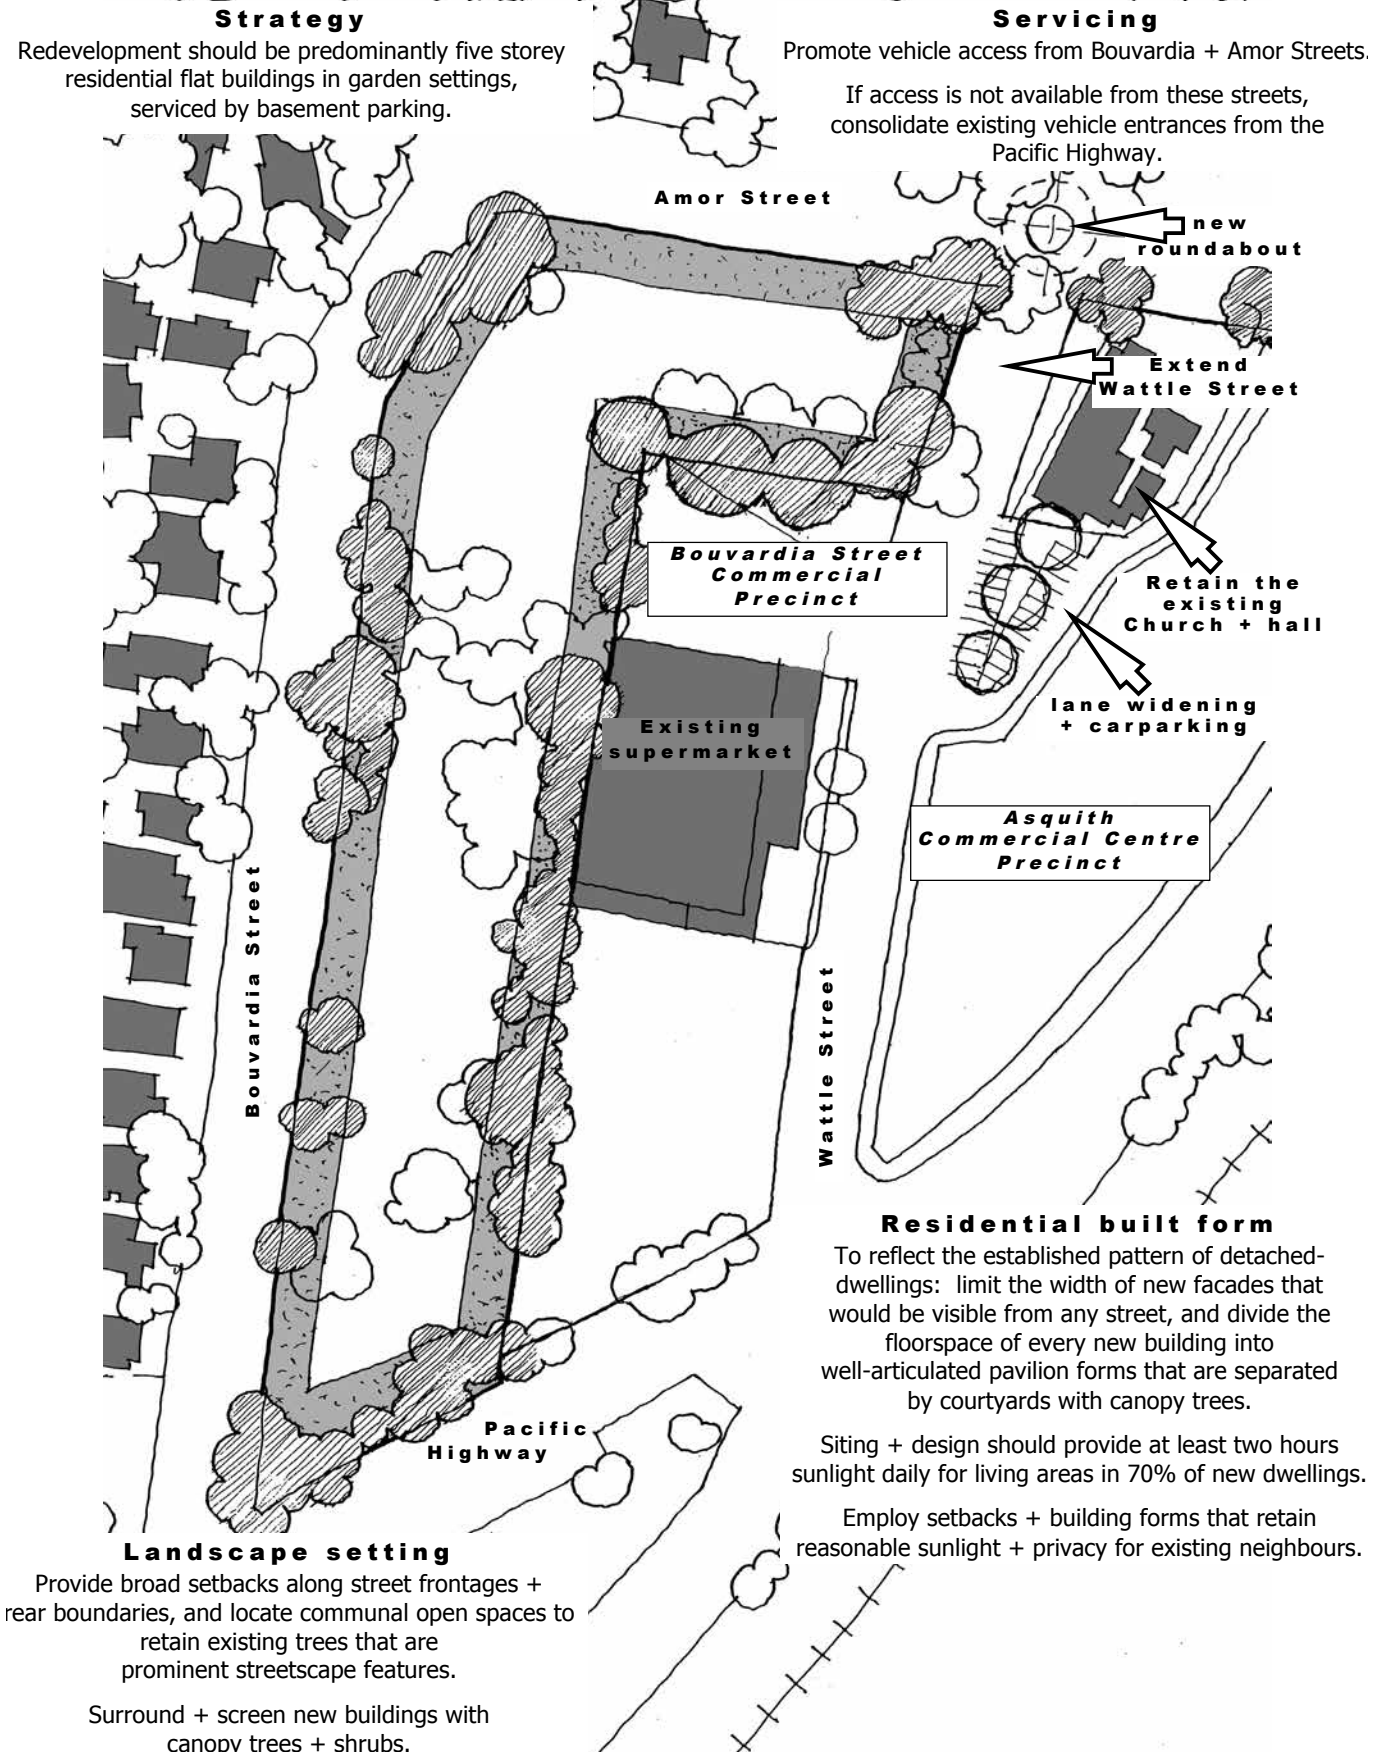 Strategy
Redevelopment should be predominantly five storey
residential flat buildings in garden settings,
serviced by basement parking.
Servicing
Promote vehicle access from Bouvardia + Amor Streets.
If access is not available from these streets,
consolidate existing vehicle entrances from the
Pacific Highway.
Amor Street
new
roundabout
Extend
Wattle Street
Bouvardia Street
Commercial
Precinct
Retain the
existing
Church + hall
lane widening
+ carparking
Existing
supermarket
Asquith
Commercial Centre
Precinct
Bouvardia Street
Wattle Street
Pacific
Highway
Residential built form
To reflect the established pattern of detached-
dwellings: limit the width of new facades that
would be visible from any street, and divide the
floorspace of every new building into
well-articulated pavilion forms that are separated
by courtyards with canopy trees.
Siting + design should provide at least two hours
sunlight daily for living areas in 70% of new dwellings.
Employ setbacks + building forms that retain
reasonable sunlight + privacy for existing neighbours.
Landscape setting
Provide broad setbacks along street frontages +
rear boundaries, and locate communal open spaces to
retain existing trees that are
prominent streetscape features.
Surround + screen new buildings with
canopy trees + shrubs.